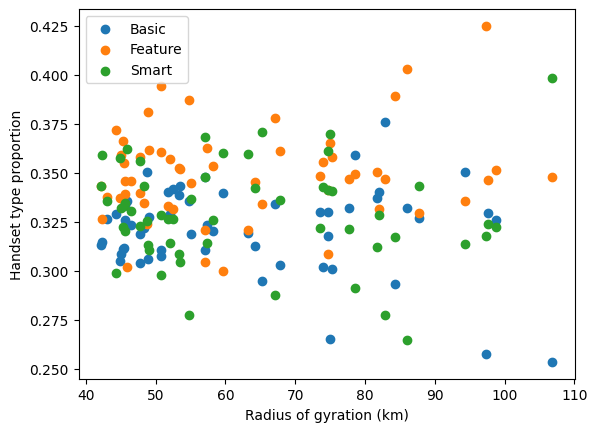 Basic
Feature
Smart
0.425
0.400
0.375
0.350
0.325
0.300
0.275
0.250
Handset type proportion
40 50 60 70 80 90 100 110
Radius of gyration (km)